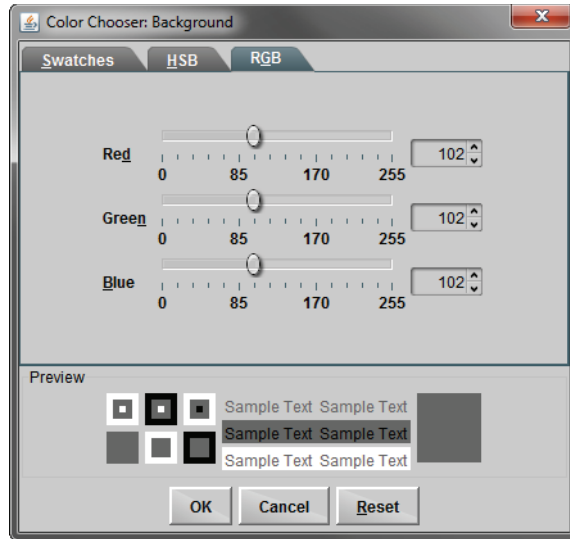 Color Chooser: Background
Swatches HSB RGB
Red 102
0 85 170 255
Green 102
0 85 170 255
Blue 102
0 85 170 255
Preview
Sample Text Sample Text
Sample Text Sample Text
Sample Text Sample Text
OK Cancel Reset